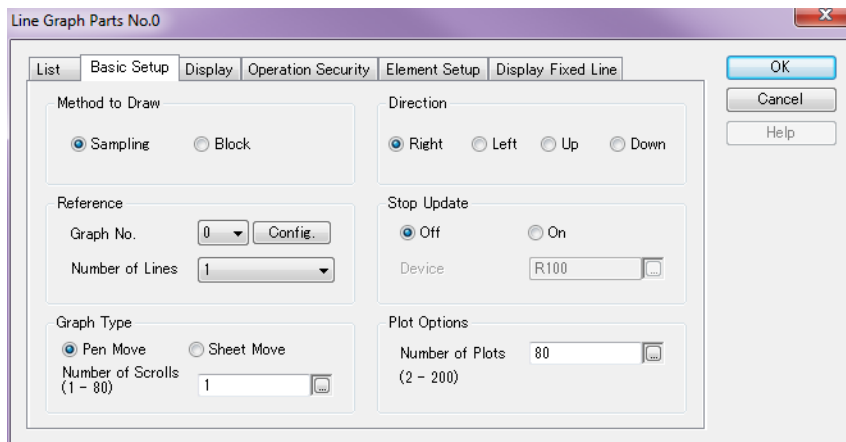 Line Graph Parts No.0
List Basic Setup Display Operation Security Element Setup Display Fixed Line
OK
Cancel
Help
Method to Draw
Sampling Block
Direction
Right Left Up Down
Reference
Graph No. 0 Config.
Number of Lines 1
Stop Update
Off On
Device R100 ...
Graph Type
Pen Move Sheet Move
Number of Scrolls
(1 - 80) 1 ...
Plot Options
Number of Plots 80 ...
(2 - 200)